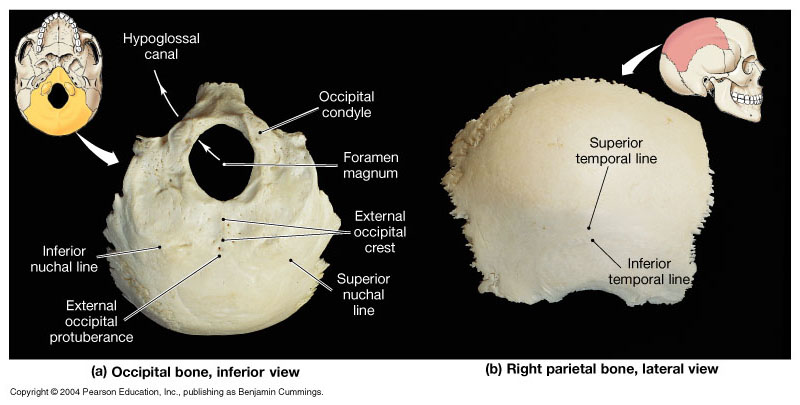 Hypoglossal
canal
Occipital
condyle
Foramen
magnum
External
occipital
crest
Inferior
nuchal line
Superior
nuchal
line
External
occipital
protuberance
Superior
temporal line
Inferior
temporal line
(a) Occipital bone, inferior view
(b) Right parietal bone, lateral view
Copyright © 2004 Pearson Education, Inc., publishing as Benjamin Cummings.